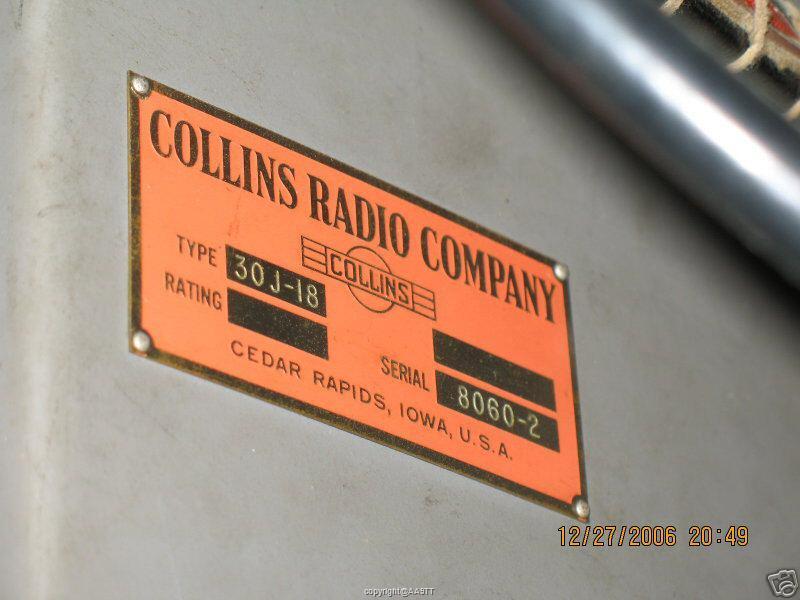 COLLINS RADIO COMPANY
COLLINS
TYPE 30J-18
RATING
SERIAL 8060-2
CEDAR RAPIDS, IOWA, U.S.A.
12/27/2006 20:49
copyright@AA9TT